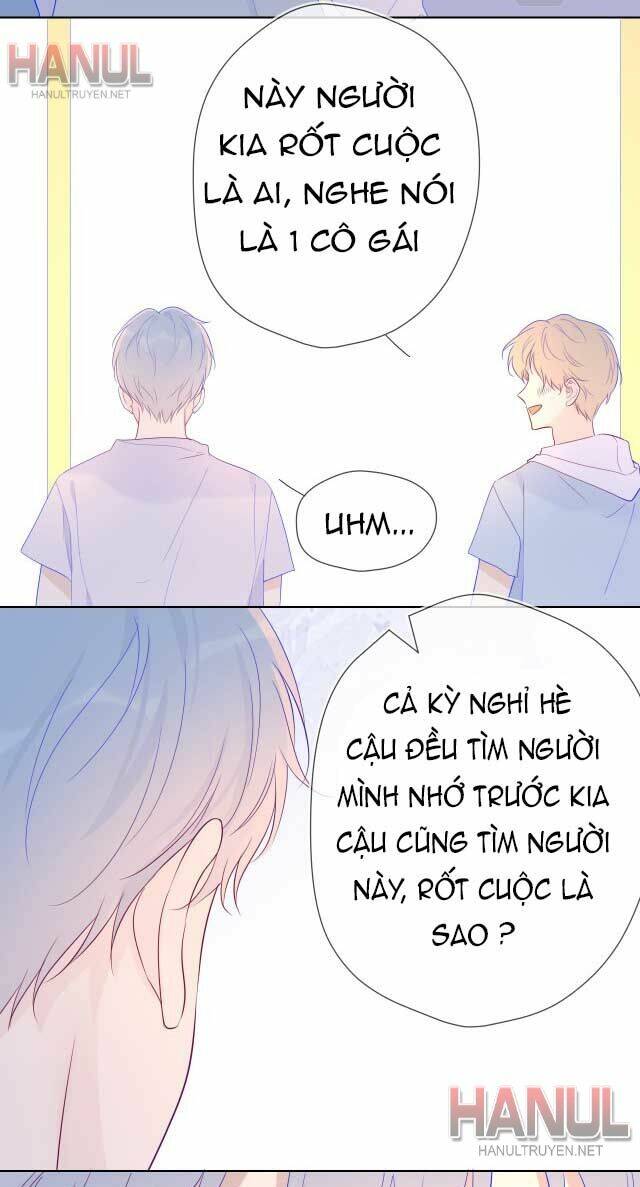 HANUL
HANULTRUYEN.NET
NÀY NGƯỜI
KIA RỐT CUỘC
LÀ AI, NGHE NÓI
LÀ 1 CÔ GÁI
UHM...
CẢ KỲ NGHỈ HÈ
CẬU ĐỀU TÌM NGƯỜI
MÌNH NHỚ TRƯỚC KIA
CẬU CŨNG TÌM NGƯỜI
NÀY, RỐT CUỘC LÀ
SAO ?
HANUL
HANULTRUYEN.NET